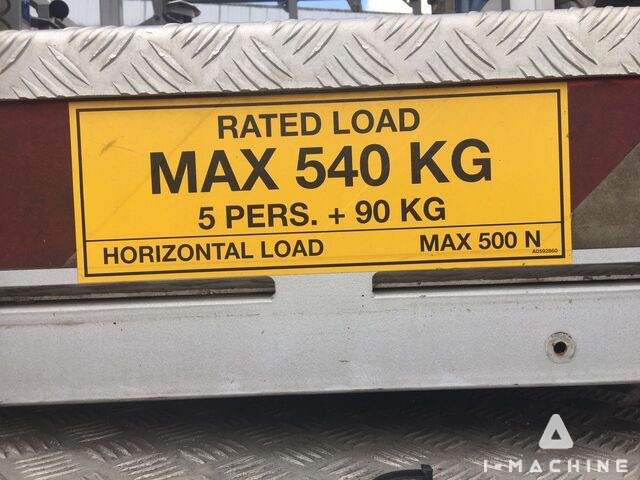 RATED LOAD
MAX 540 KG
5 PERS. + 90 KG
HORIZONTAL LOAD MAX 500 N
A0592860
I-MACHINE